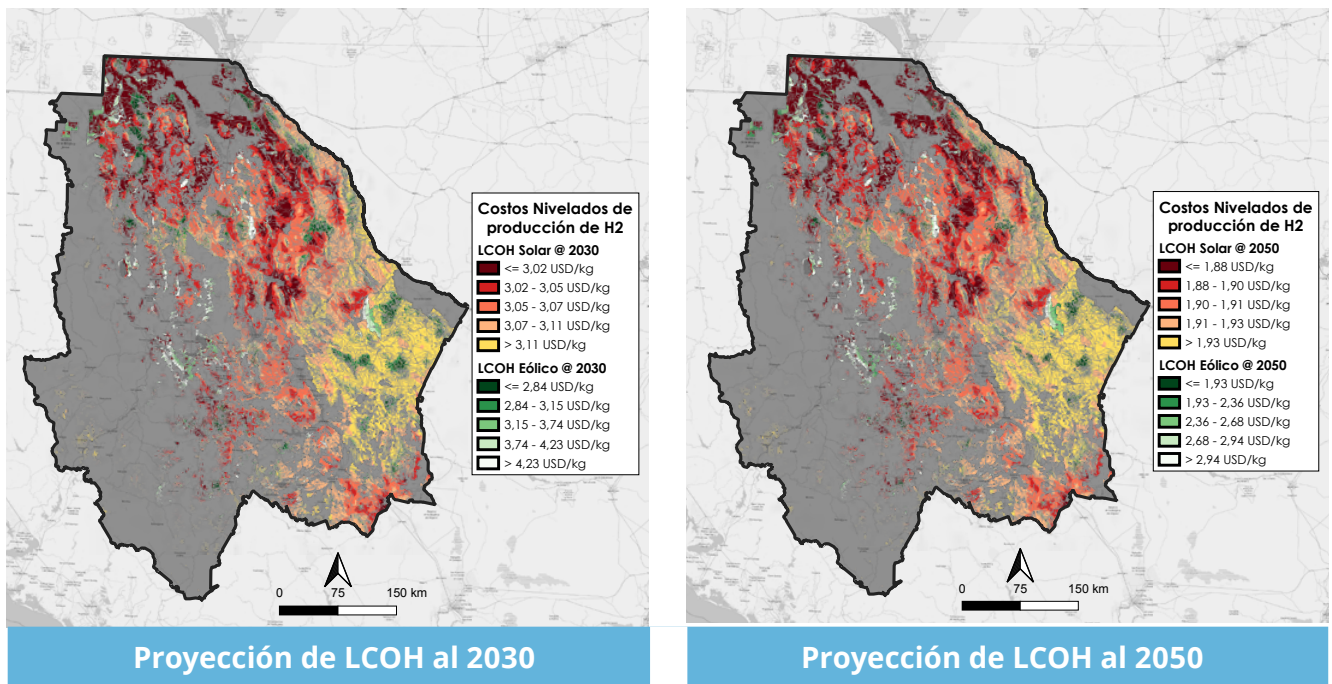 Costos Nivelados de
producción de H2
LCOH Solar @ 2030
<= 3,02 USD/kg
3,02 - 3,05 USD/kg
3,05 - 3,07 USD/kg
3,07 - 3,11 USD/kg
> 3,11 USD/kg
LCOH Eólico @ 2030
<= 2,84 USD/kg
2,84 - 3,15 USD/kg
3,15 - 3,74 USD/kg
3,74 - 4,23 USD/kg
> 4,23 USD/kg
0 75 150 km
Proyección de LCOH al 2030
Costos Nivelados de
producción de H2
LCOH Solar @ 2050
<= 1,88 USD/kg
1,88 - 1,90 USD/kg
1,90 - 1,91 USD/kg
1,91 - 1,93 USD/kg
> 1,93 USD/kg
LCOH Eólico @ 2050
<= 1,93 USD/kg
1,93 - 2,36 USD/kg
2,36 - 2,68 USD/kg
2,68 - 2,94 USD/kg
> 2,94 USD/kg
0 75 150 km
Proyección de LCOH al 2050